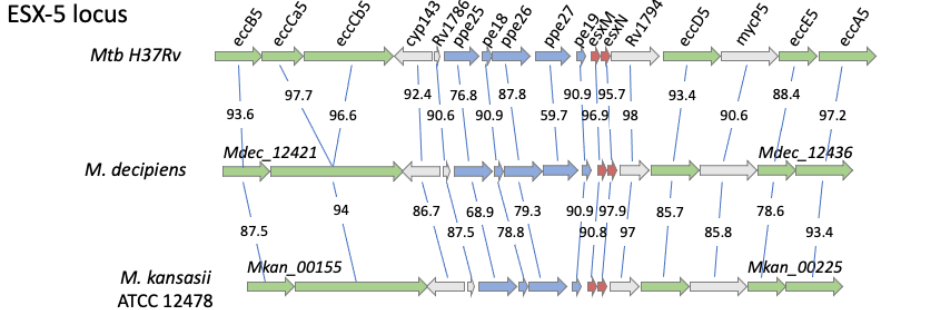 ESX-5 locus
eccB5 eccCa5 eccCb5 cyp143 Rv1786 ppe25 pe18 ppe26 ppe27 pe19 esxM esxN Rv1794 eccD5 mycP5 eccE5 eccA5
Mtb H37Rv
97.7 92.4 76.8 87.8 90.9 95.7 93.4 88.4
93.6 96.6 90.6 90.9 59.7 96.9 98 90.6 97.2
Mdec_12421 Mdec_12436
M. decipiens
94 86.7 68.9 79.3 90.9 97.9 85.7 78.6
87.5 87.5 78.8 90.8 97 85.8 93.4
Mkan_00155 Mkan_00225
M. kansasii
ATCC 12478